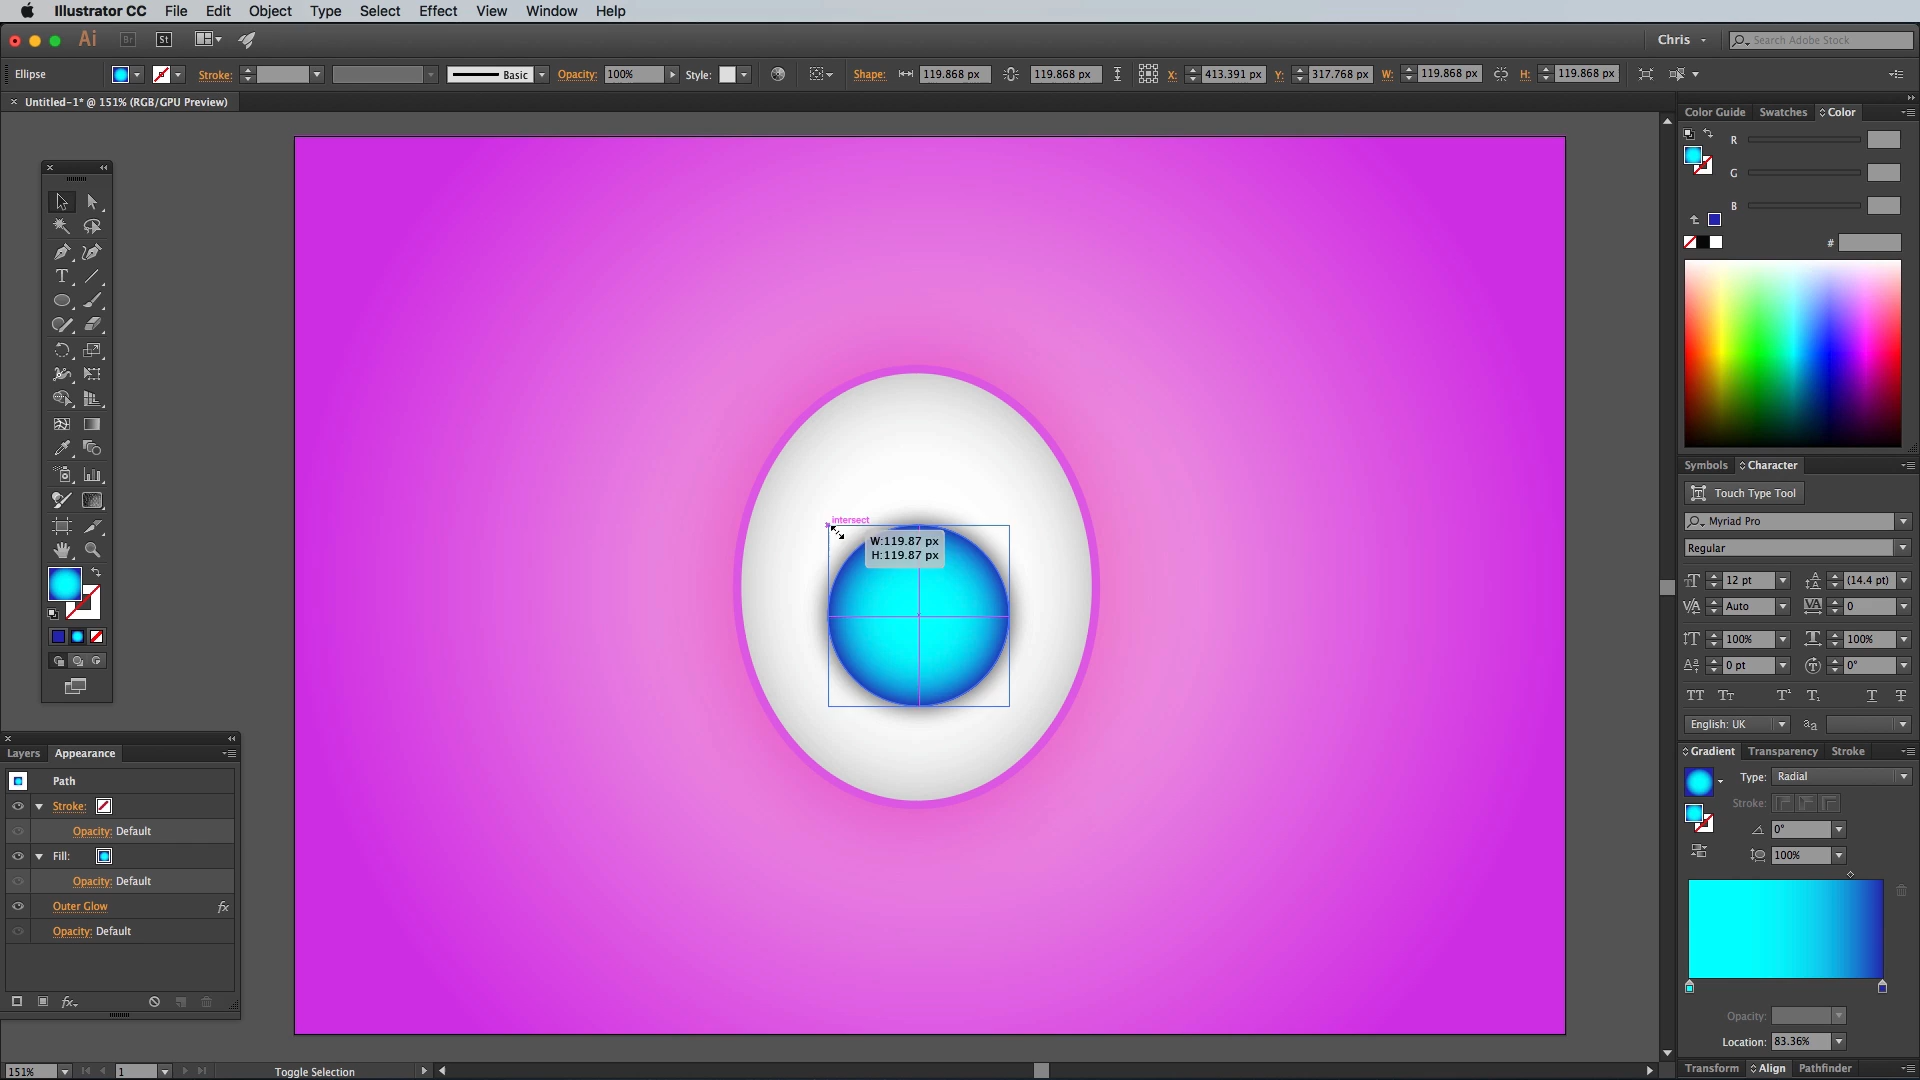 Illustrator CC File Edit Object Type Select Effect View Window Help
Ai Br St Chris Search Adobe Stock
Ellipse Stroke: Basic Opacity: 100% Style: Shape: 119.868 px 119.868 px X: 413.391 px Y: 317.768 px W: 119.868 px H: 119.868 px
Untitled-1* @ 151% (RGB/GPU Preview)
Color Guide Swatches Color
R
G
B
#
Symbols Character
Touch Type Tool
Myriad Pro
intersect
W:119.87 px
H:119.87 px
Regular
12 pt (14.4 pt)
Auto 0
100% 100%
0 pt 0°
English: UK
Layers Appearance
Path
Stroke:
Opacity: Default
Fill:
Opacity: Default
Outer Glow fx
Opacity: Default
fx
Gradient Transparency Stroke
Type: Radial
Stroke:
0°
100%
Opacity:
Location: 83.36%
151% 1 Toggle Selection
Transform Align Pathfinder